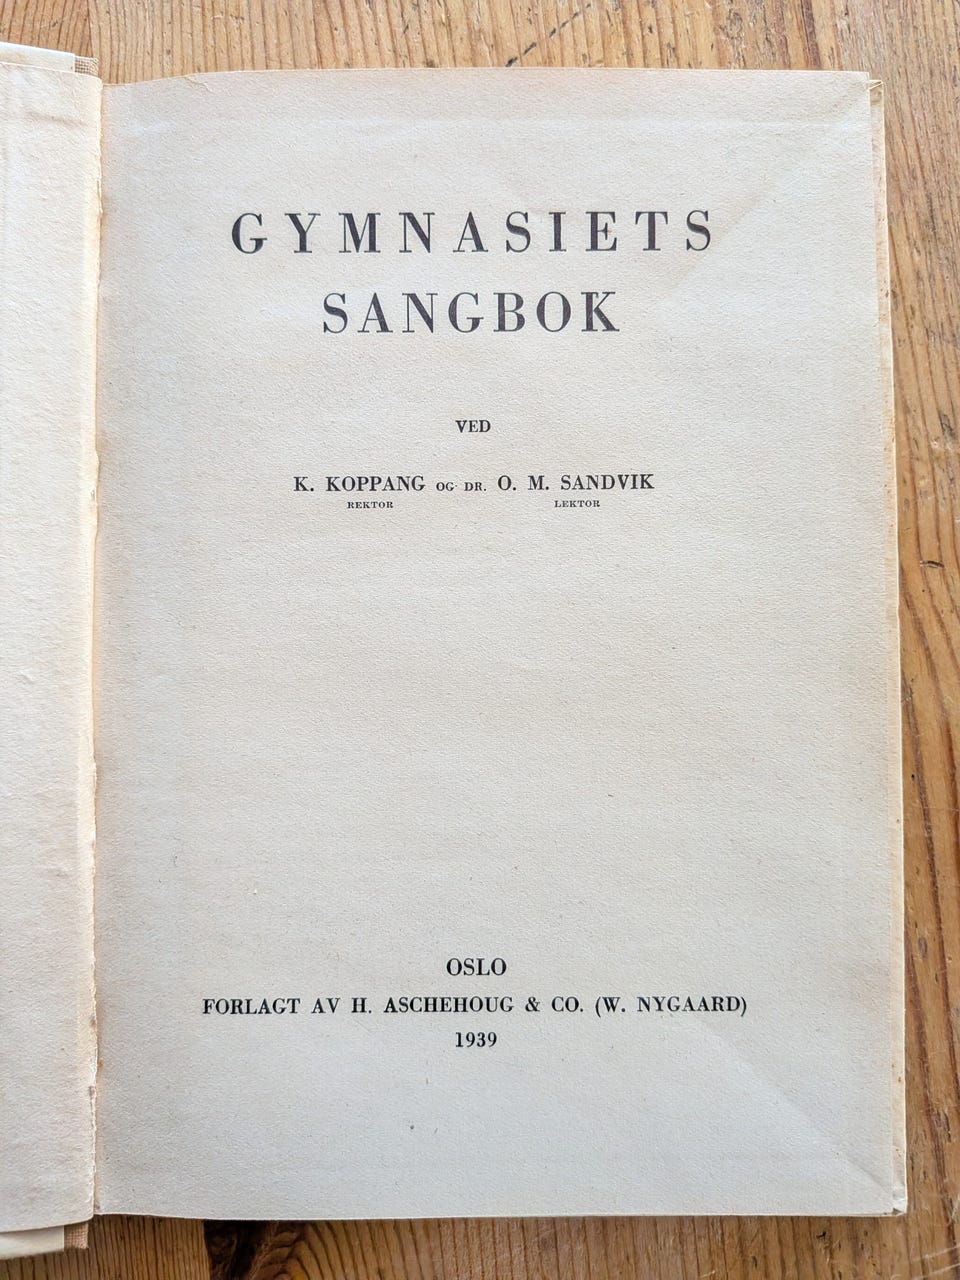 GYMNASIETS
SANGBOK
VED
K. KOPPANG OG DR. O. M. SANDVIK
REKTOR LEKTOR
OSLO
FORLAGT AV H. ASCHEHOUG & CO. (W. NYGAARD)
1939